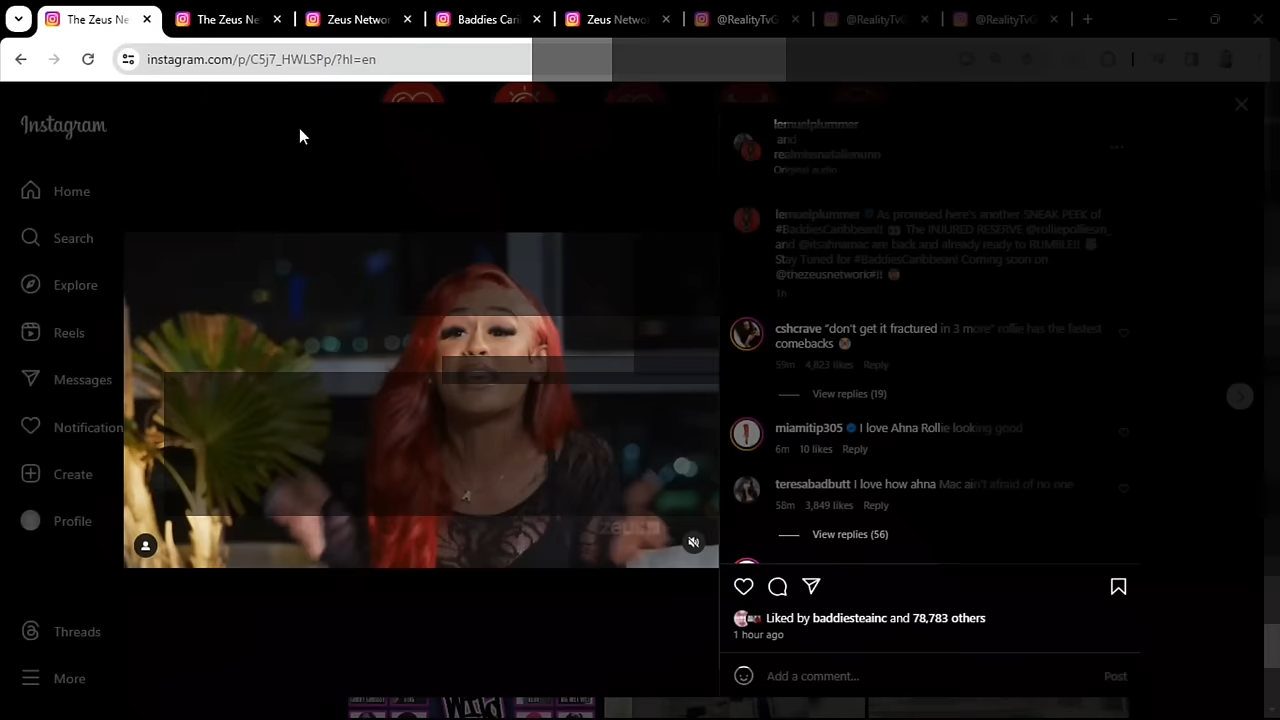 The Zeus Ne
The Zeus Ne
Zeus Networ
Baddies Cari
Zeus Networ
@RealityTvG
@RealityTvG
@RealityTvG
instagram.com/p/C5j7_HWLSPp/?hl=en
Instagram
Home
Search
Explore
Reels
Messages
Notification
Create
Profile
Threads
More
zeus
lemuelplummer
and
Original audio
lemuelplummer As promised here's another SNEAK PEEK of
#BaddiesCaribbean!! The INJURED RESERVE @rolliepolliesm_
and @itsahnamac are back and already ready to RUMBLE!!
Stay Tuned for #BaddiesCaribbean! Coming soon on
@thezeusnetwork#!!
1h
cshcrave “don't get it fractured in 3 more” rollie has the fastest
comebacks
59m 4,823 likes Reply
View replies (19)
miamitip305 I love Ahna Rollie looking good
6m 10 likes Reply
teresabadbutt I love how ahna Mac ain't afraid of no one
58m 3,849 likes Reply
View replies (56)
Liked by baddiesteainc and 78,783 others
1 hour ago
Add a comment...
Post